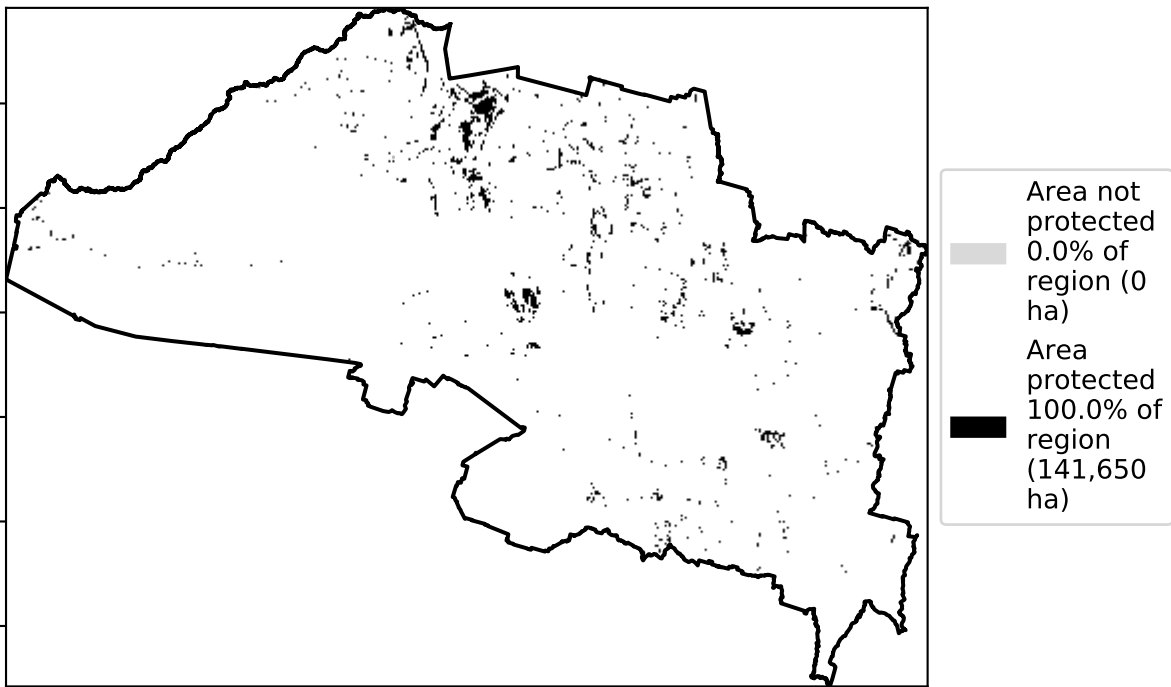 Area not
protected
0.0% of
region (0
ha)
Area
protected
100.0% of
region
(141,650
ha)